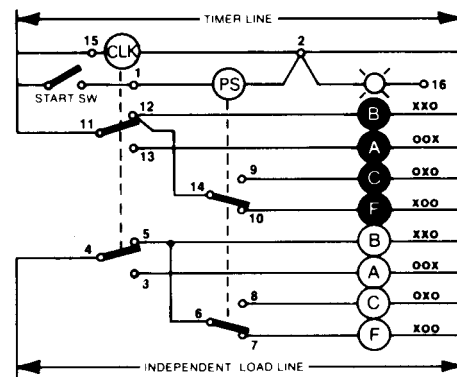 TIMER LINE
15 CLK 2
START SW 1 PS 16
12 B XXO
11
13 A OOX
9 C OXO
14
10 F XOO
5 B XXO
4
3 A OOX
8 C OXO
6
7 F XOO
INDEPENDENT LOAD LINE